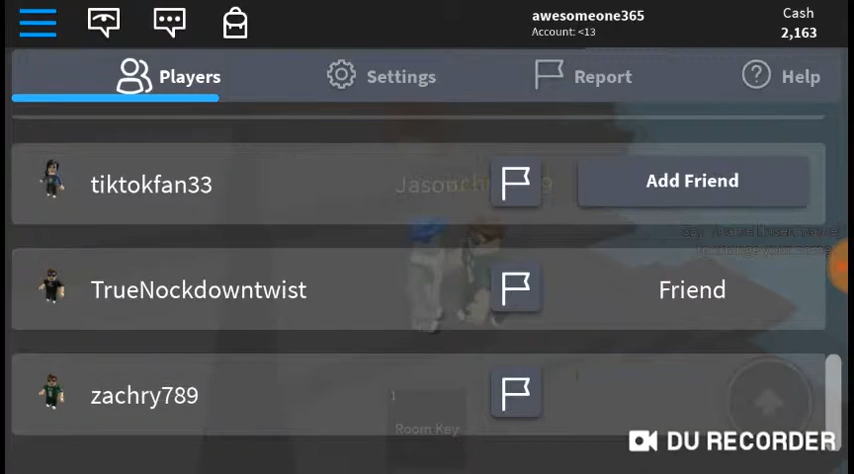 awesomeone365
Account: <13
Cash
2,163
Players
Settings
Report
Help
tiktokfan33
Add Friend
TrueNockdowntwist
Friend
zachry789
1
Room Key
DU RECORDER